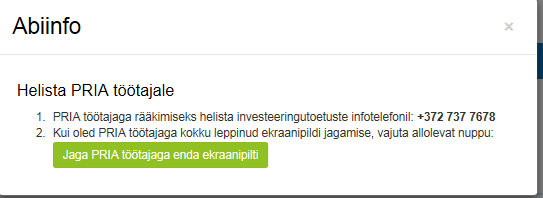 Abiinfo
×
Helista PRIA töötajale
1. PRIA töötajaga rääkimiseks helista investeeringutoetuste infotelefonil: +372 737 7678
2. Kui oled PRIA töötajaga kokku leppinud ekraanipildi jagamise, vajuta allolevat nuppu:
Jaga PRIA töötajaga enda ekraanipilti